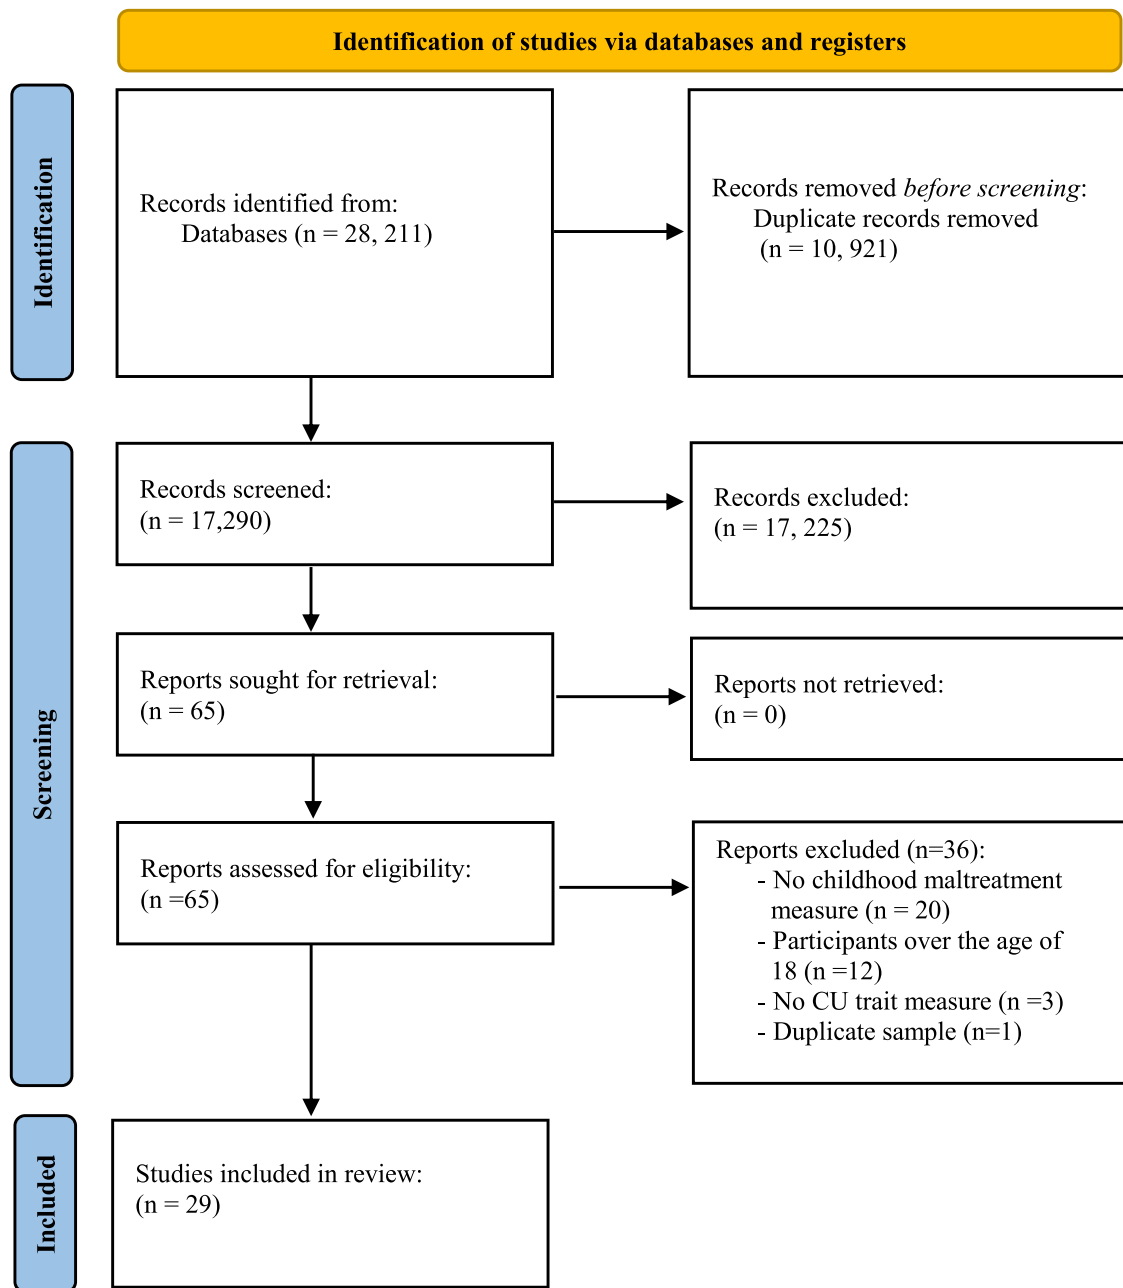 Identification of studies via databases and registers
Identification
Records identified from:
Databases (n = 28, 211)
Records removed before screening:
Duplicate records removed
(n = 10, 921)
Screening
Records screened:
(n = 17,290)
Records excluded:
(n = 17, 225)
Reports sought for retrieval:
(n = 65)
Reports not retrieved:
(n = 0)
Reports assessed for eligibility:
(n =65)
Reports excluded (n=36):
- No childhood maltreatment
measure (n = 20)
- Participants over the age of
18 (n =12)
- No CU trait measure (n =3)
- Duplicate sample (n=1)
Included
Studies included in review:
(n = 29)